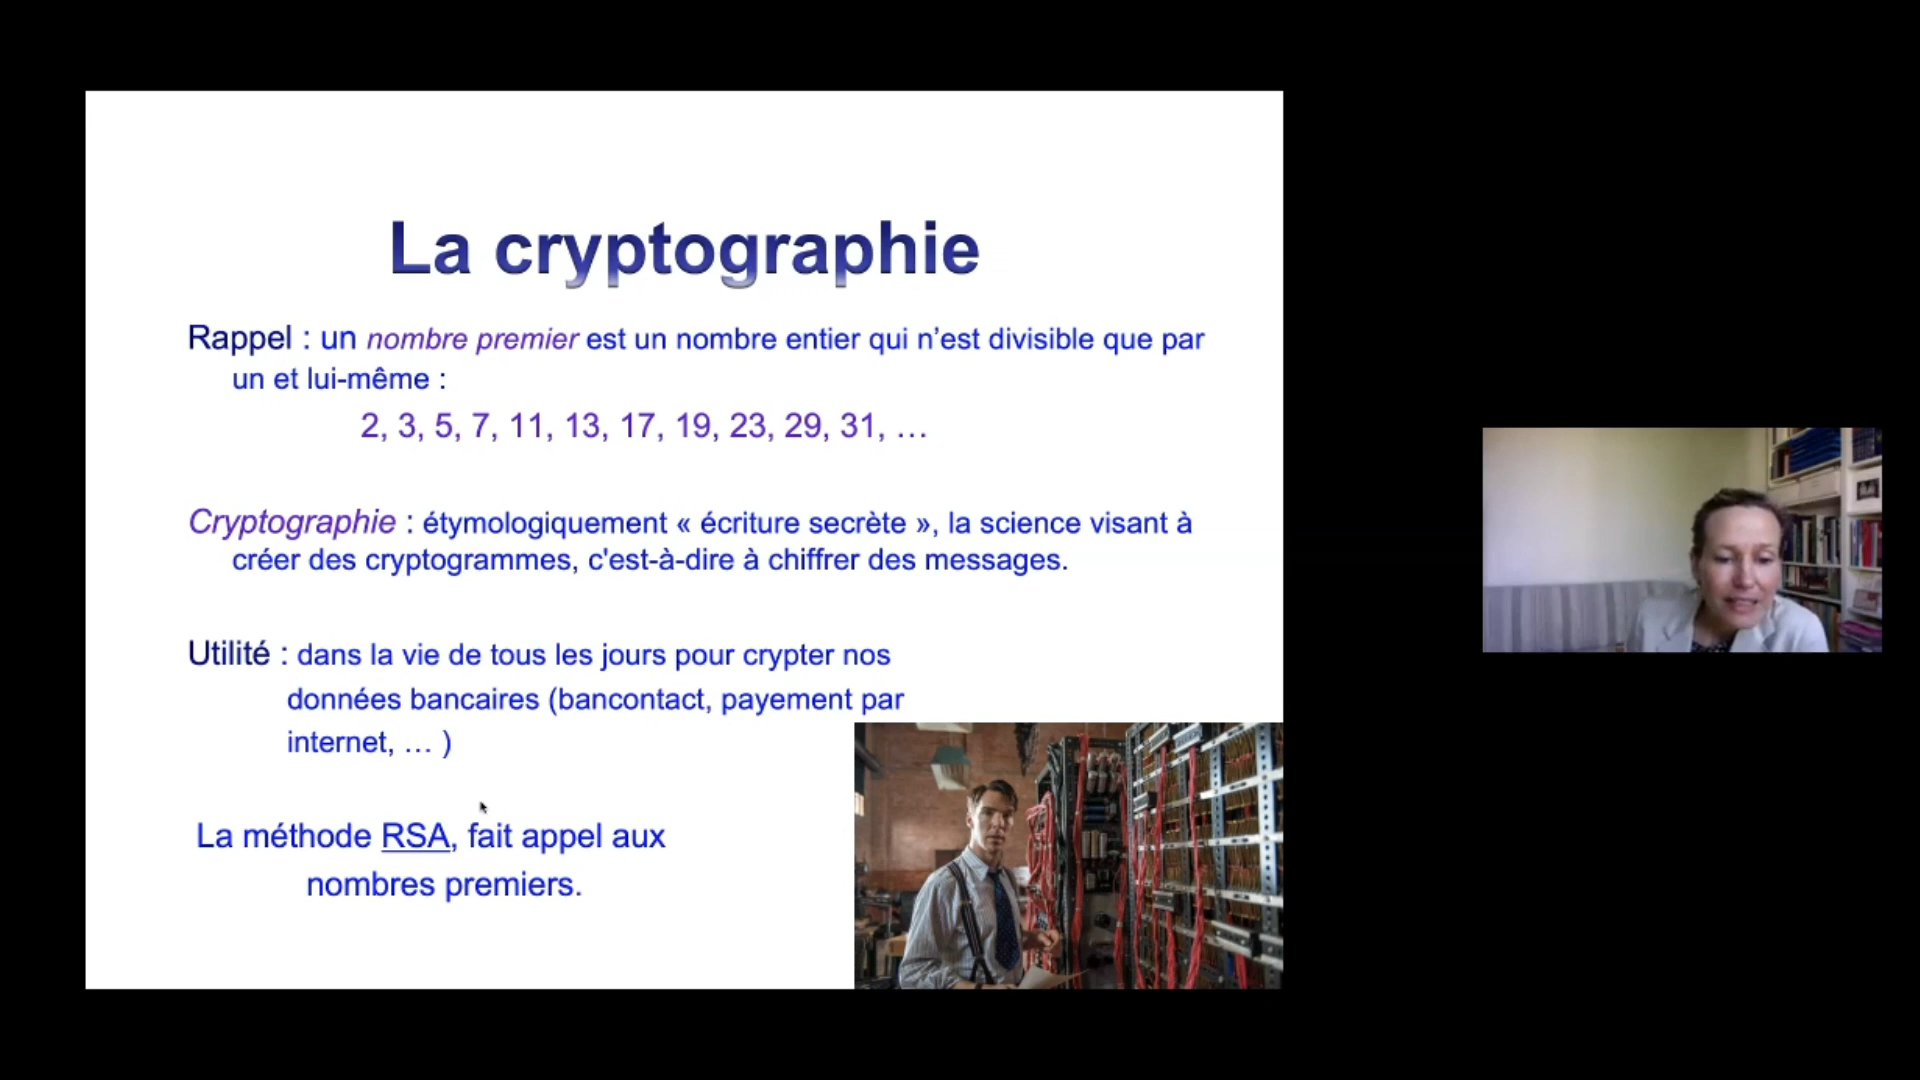 La cryptographie
Rappel : un nombre premier est un nombre entier qui n’est divisible que par
un et lui-même :
2, 3, 5, 7, 11, 13, 17, 19, 23, 29, 31, …
Cryptographie : étymologiquement « écriture secrète », la science visant à
créer des cryptogrammes, c'est-à-dire à chiffrer des messages.
Utilité : dans la vie de tous les jours pour crypter nos
données bancaires (bancontact, payement par
internet, … )
La méthode RSA, fait appel aux
nombres premiers.